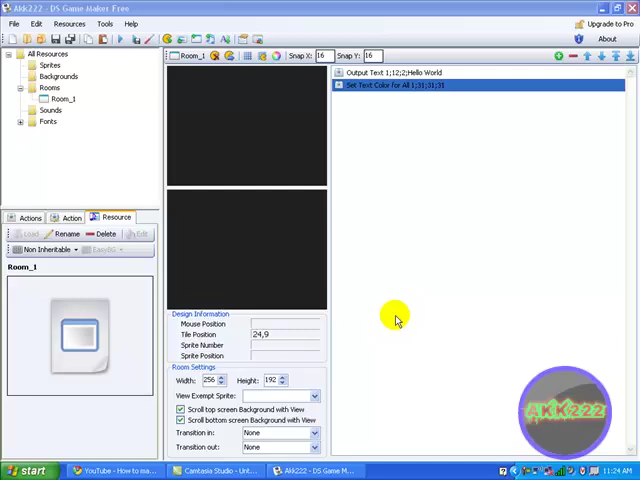 Akk222 - DS Game Maker Free
File Resources Tools Help
Upgrade to Pro
About
All Resources
Sprites
Backgrounds
Rooms
Room_1
Sounds
Fonts
Room_1 Snap X: 16 Snap Y: 16
Output Text 1;12;2;Hello World
Set Text Color for All 1;31;31;31
Actions Action Resource
Load Rename Delete Edit
Non Inheritable EasyBG
Room_1
Design Information
Mouse Position
Tile Position 24,9
Sprite Number
Sprite Position
Room Settings
Width: 256 Height: 192
View Exempt Sprite:
Scroll top screen Background with View
Scroll bottom screen Background with View
Transition in: None
Transition out: None
AKK222
start YouTube - How to ma... Camtasia Studio - Unt... Akk222 - DS Game M... 11:24 AM